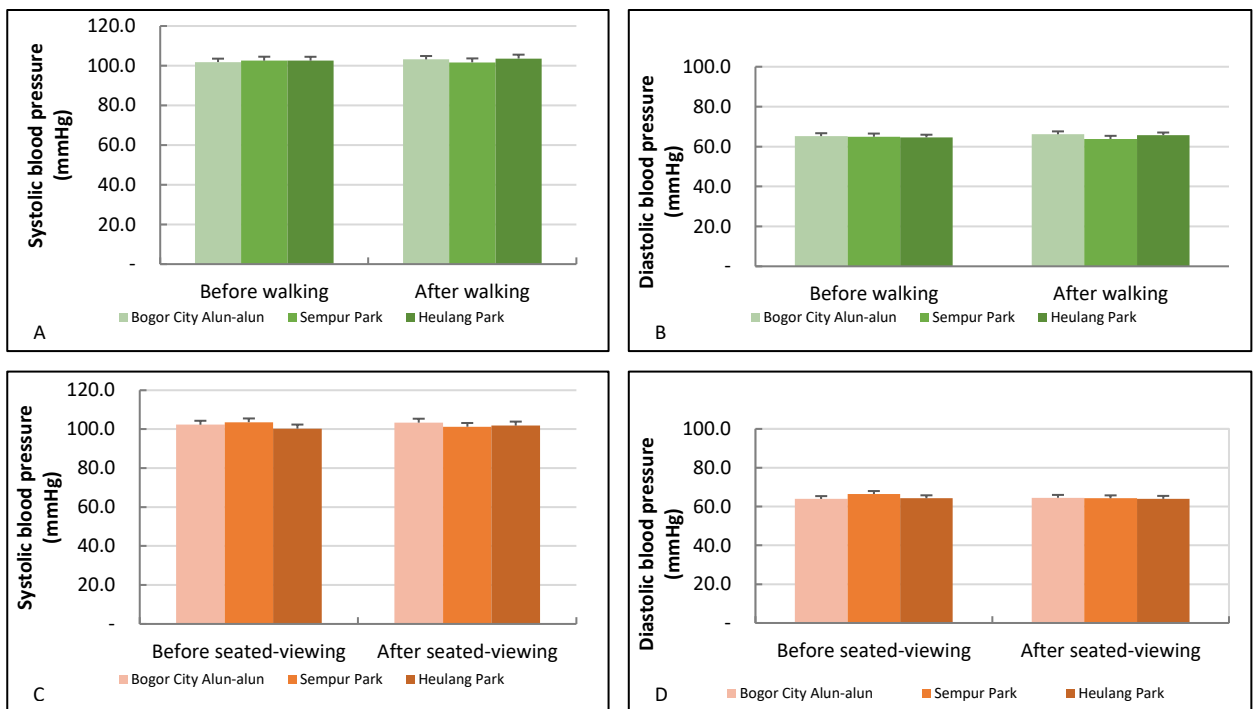 Systolic blood pressure
(mmHg)
120.0
100.0
80.0
60.0
40.0
20.0
-
Before walking After walking
Bogor City Alun-alun Sempur Park Heulang Park
A
Diastolic blood pressure
(mmHg)
100.0
80.0
60.0
40.0
20.0
-
Before walking After walking
Bogor City Alun-alun Sempur Park Heulang Park
B
Systolic blood pressure
(mmHg)
120.0
100.0
80.0
60.0
40.0
20.0
-
Before seated-viewing After seated-viewing
Bogor City Alun-alun Sempur Park Heulang Park
C
Diastolic blood pressure
(mmHg)
100.0
80.0
60.0
40.0
20.0
-
Before seated-viewing After seated-viewing
Bogor City Alun-alun Sempur Park Heulang Park
D